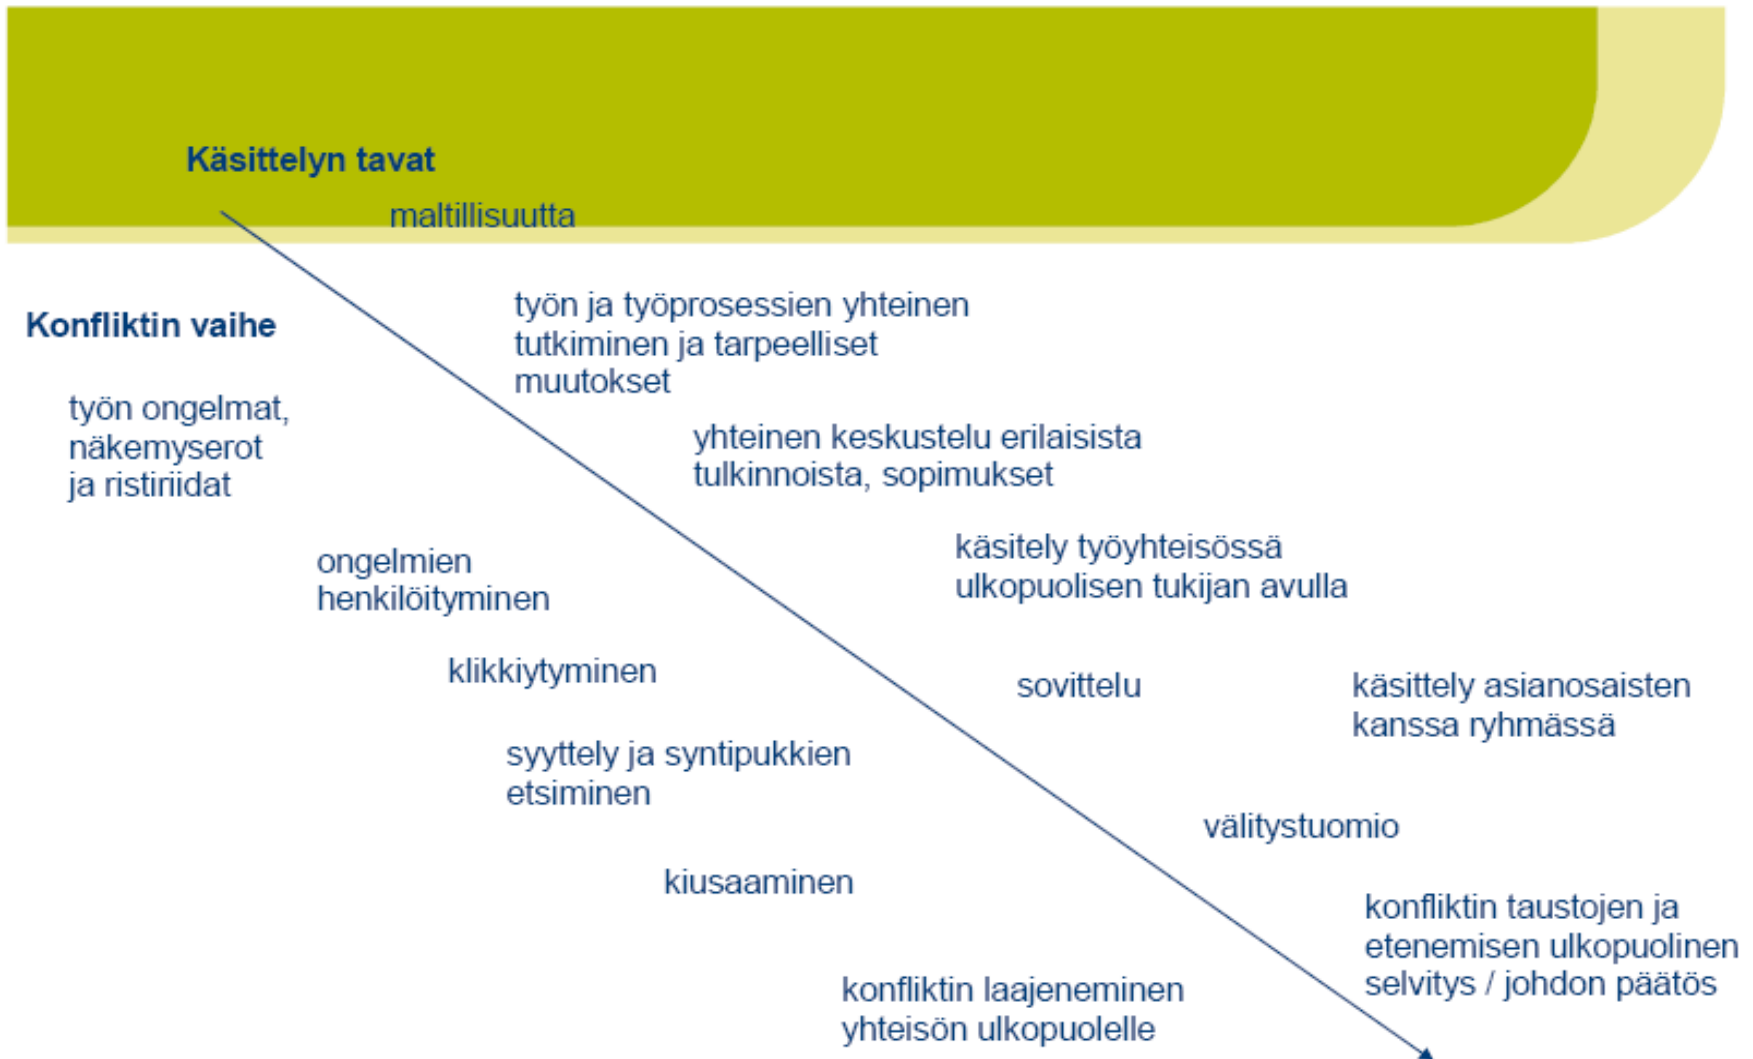 Käsittelyn tavat
maltillisuutta
Konfliktin vaihe
työn ja työprosessien yhteinen
tutkiminen ja tarpeelliset
muutokset
työn ongelmat,
näkemyserot
ja ristiriidat
yhteinen keskustelu erilaisista
tulkinnoista, sopimukset
ongelmien
henkilöityminen
käsitely työyhteisössä
ulkopuolisen tukijan avulla
klikkiytyminen
sovittelu
käsittely asianosaisten
kanssa ryhmässä
syyttely ja syntipukkien
etsiminen
välitystuomio
kiusaaminen
konfliktin taustojen ja
etenemisen ulkopuolinen
selvitys / johdon päätös
konfliktin laajeneminen
yhteisön ulkopuolelle